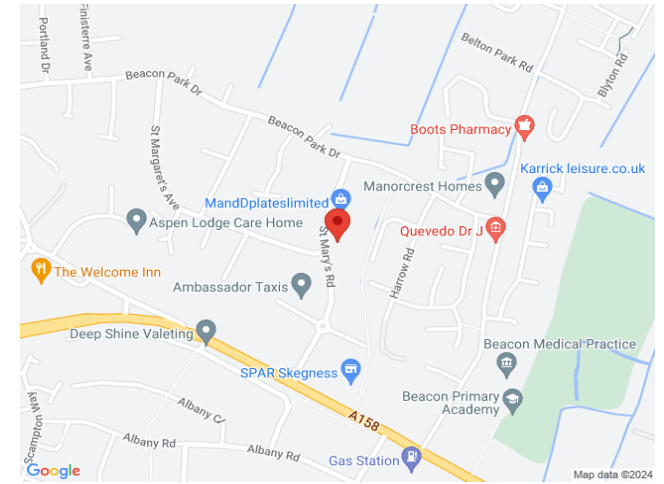 Portland Dr
Finisterre Ave
Beacon Park Dr
Belton Park Rd
Blyton Rd
Beacon Park Dr
St Margaret's Ave
Boots Pharmacy
Karrick leisure.co.uk
Manorcrest Homes
MandDplateslimited
Aspen Lodge Care Home
St Mary's Rd
Quevedo Dr J
Harrow Rd
The Welcome Inn
Ambassador Taxis
Deep Shine Valeting
Beacon Medical Practice
SPAR Skegness
Beacon Primary
Academy
Scampton Way
Albany Ct
A158
Albany Rd
Albany Rd
Gas Station
Google
Map data ©2024